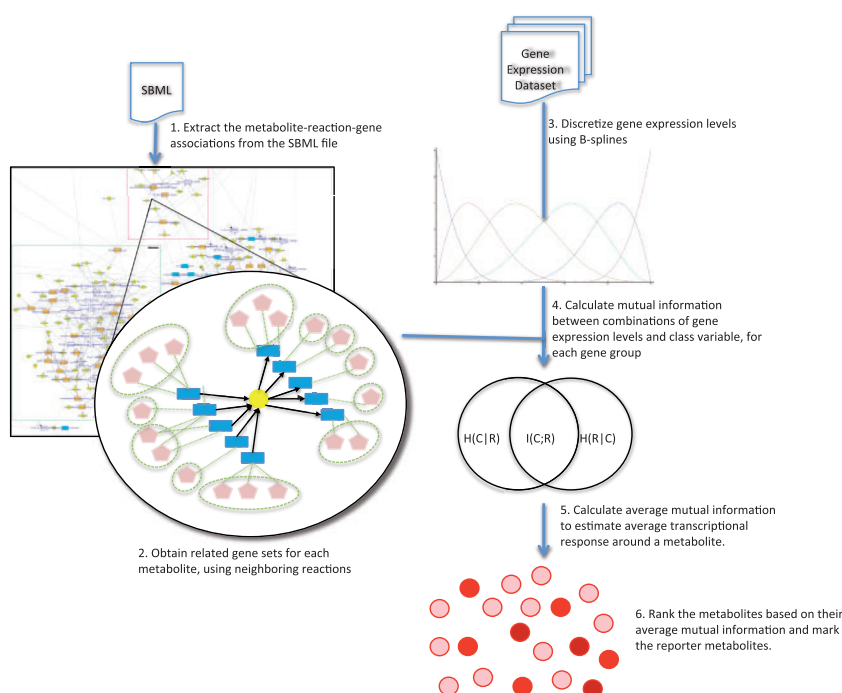 SBML
1. Extract the metabolite-reaction-gene
associations from the SBML file
2. Obtain related gene sets for each
metabolite, using neighboring reactions
Gene
Expression
Dataset
3. Discretize gene expression levels
using B-splines
4. Calculate mutual information
between combinations of gene
expression levels and class variable, for
each gene group
H(C|R)
I(C;R)
H(R|C)
5. Calculate average mutual information
to estimate average transcriptional
response around a metabolite.
6. Rank the metabolites based on their
average mutual information and mark
the reporter metabolites.